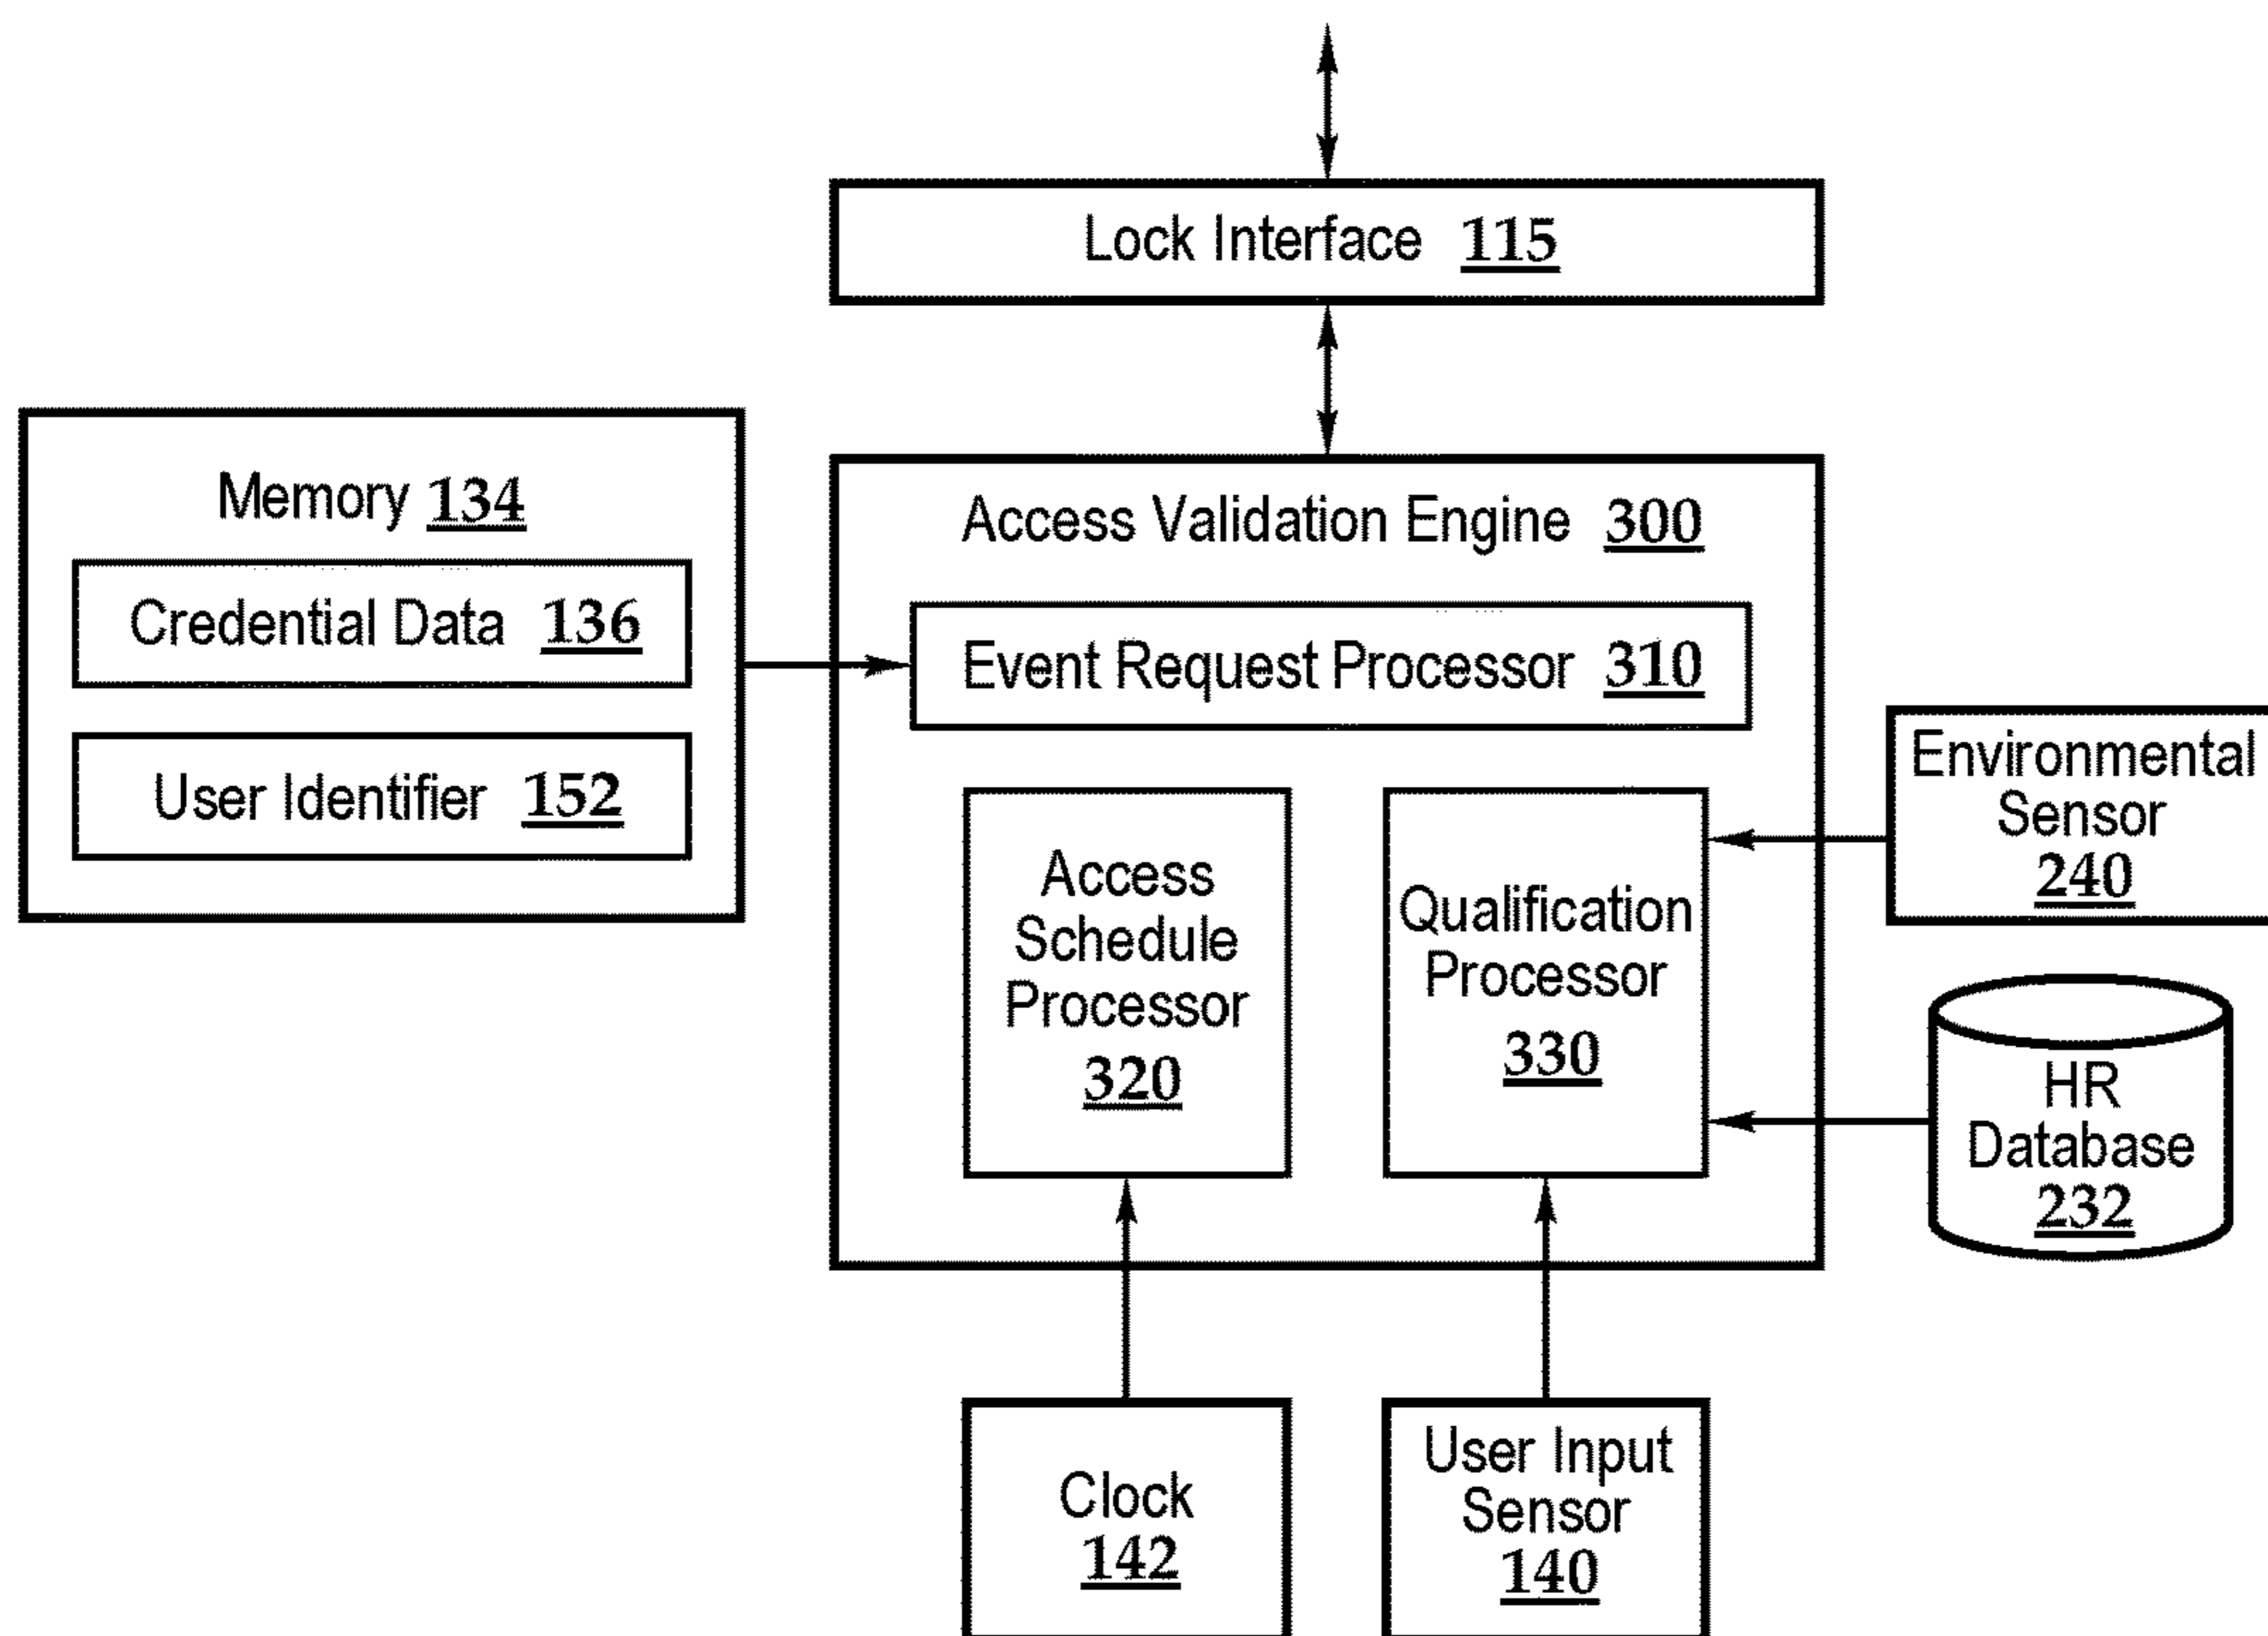 Lock Interface 115
Memory 134
Credential Data 136
User Identifier 152
Access Validation Engine 300
Event Request Processor 310
Access
Schedule
Processor
320
Qualification
Processor
330
Environmental
Sensor
240
HR
Database
232
Clock
142
User Input
Sensor
140